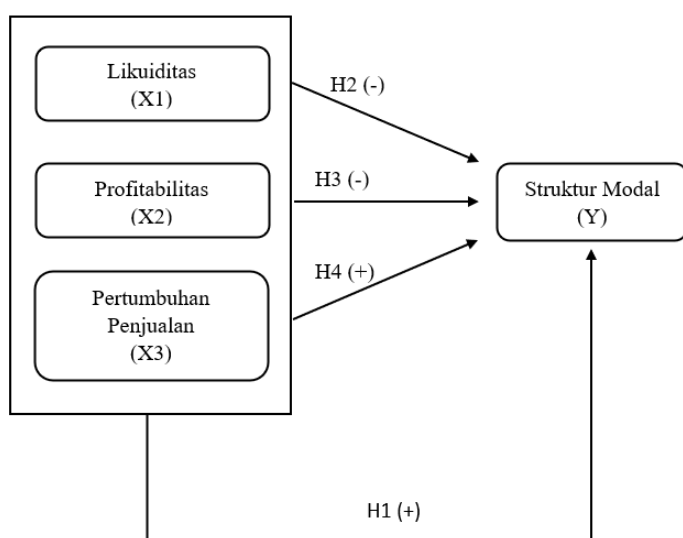 Likuiditas
(X1)
H2 (-)
Profitabilitas
(X2)
H3 (-)
Struktur Modal
(Y)
H4 (+)
Pertumbuhan
Penjualan
(X3)
H1 (+)